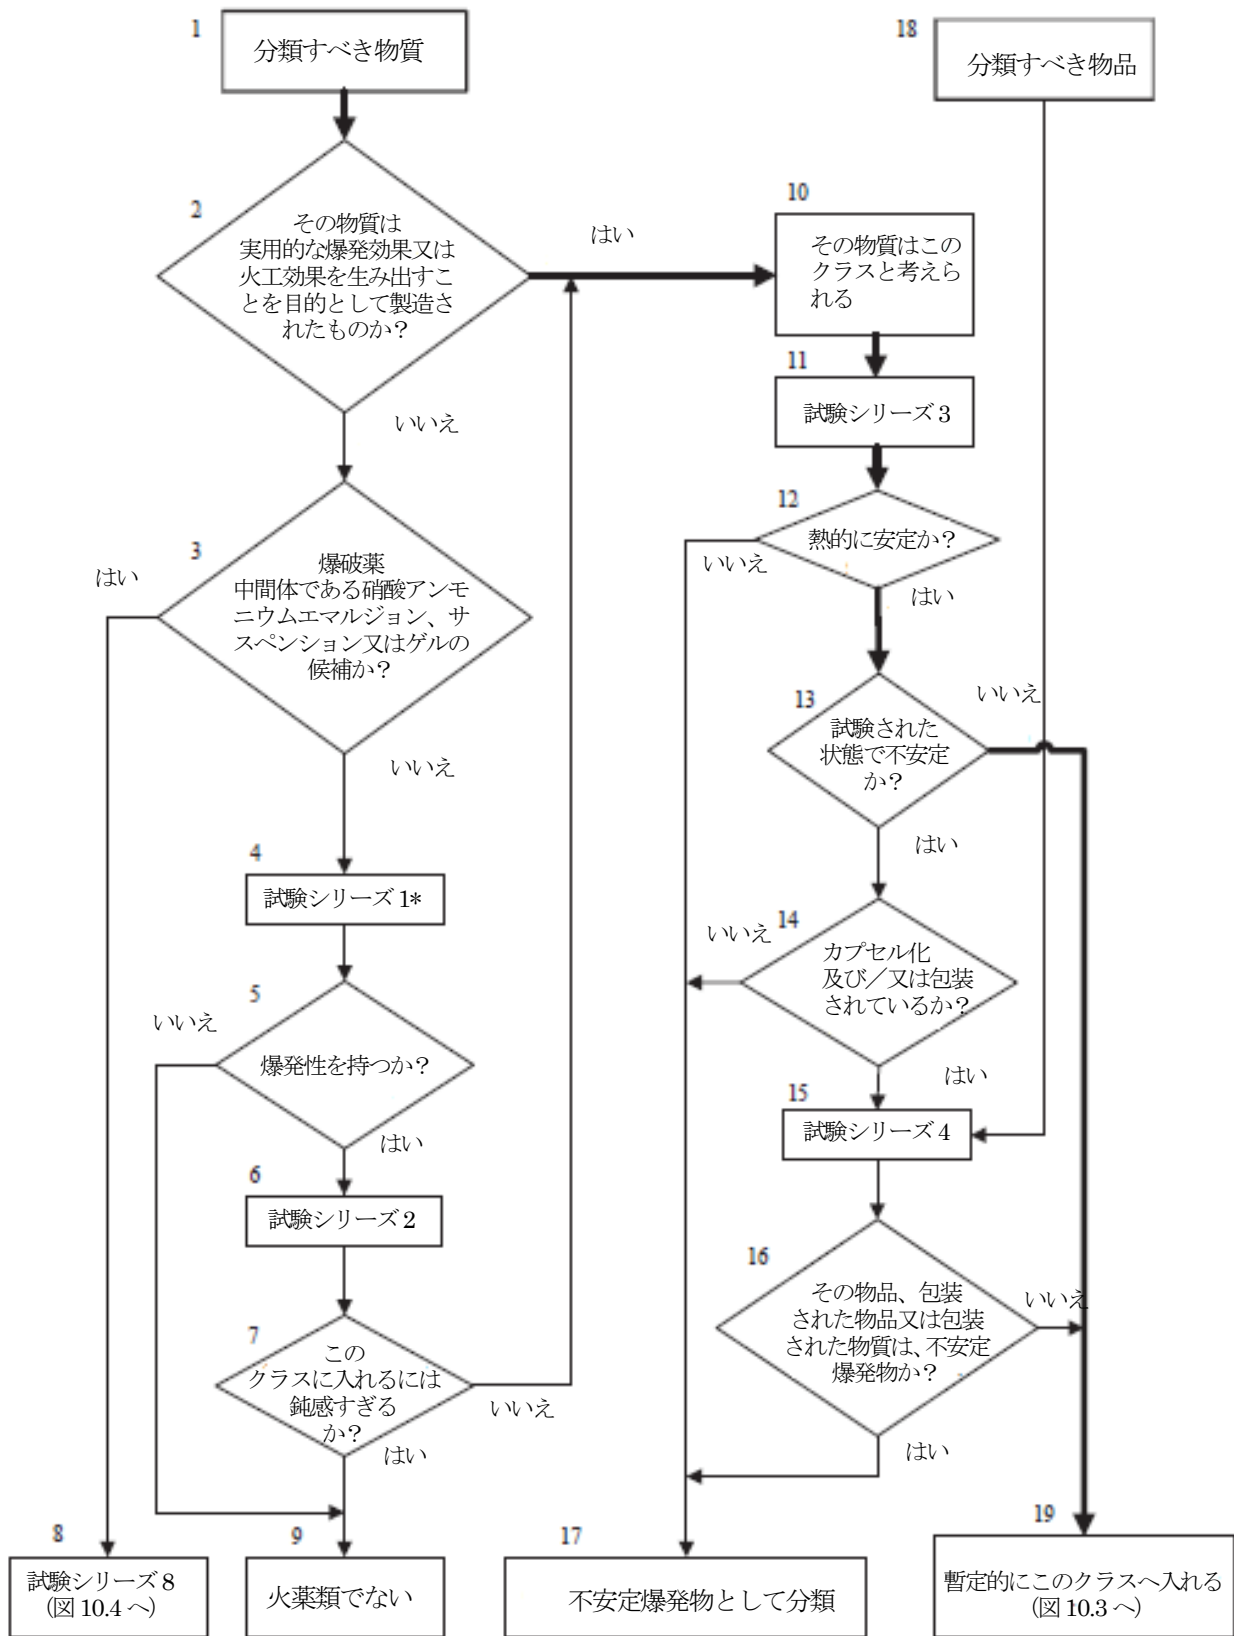 1
分類すべき物質
18
分類すべき物品
2
その物質は
実用的な爆発効果又は
火工効果を生み出すこ
とを目的として製造さ
れたものか？
はい
いいえ
10
その物質はこの
クラスと考えら
れる
11
試験シリーズ 3
12
熱的に安定か？
いいえ
はい
3
爆破薬
中間体である硝酸アンモ
ニウムエマルジョン、サ
スペンション又はゲルの
候補か？
はい
いいえ
13
試験された
状態で不安定
か？
いいえ
はい
4
試験シリーズ 1*
14
カプセル化
及び／又は包装
されているか？
いいえ
はい
5
爆発性を持つか？
いいえ
はい
15
試験シリーズ 4
6
試験シリーズ 2
16
その物品、包装
された物品又は包装
された物質は、不安定
爆発物か？
いいえ
はい
7
この
クラスに入れるには
鈍感すぎる
か？
いいえ
はい
8
試験シリーズ 8
（図 10.4 へ）
9
火薬類でない
17
不安定爆発物として分類
19
暫定的にこのクラスへ入れる
（図 10.3 へ）